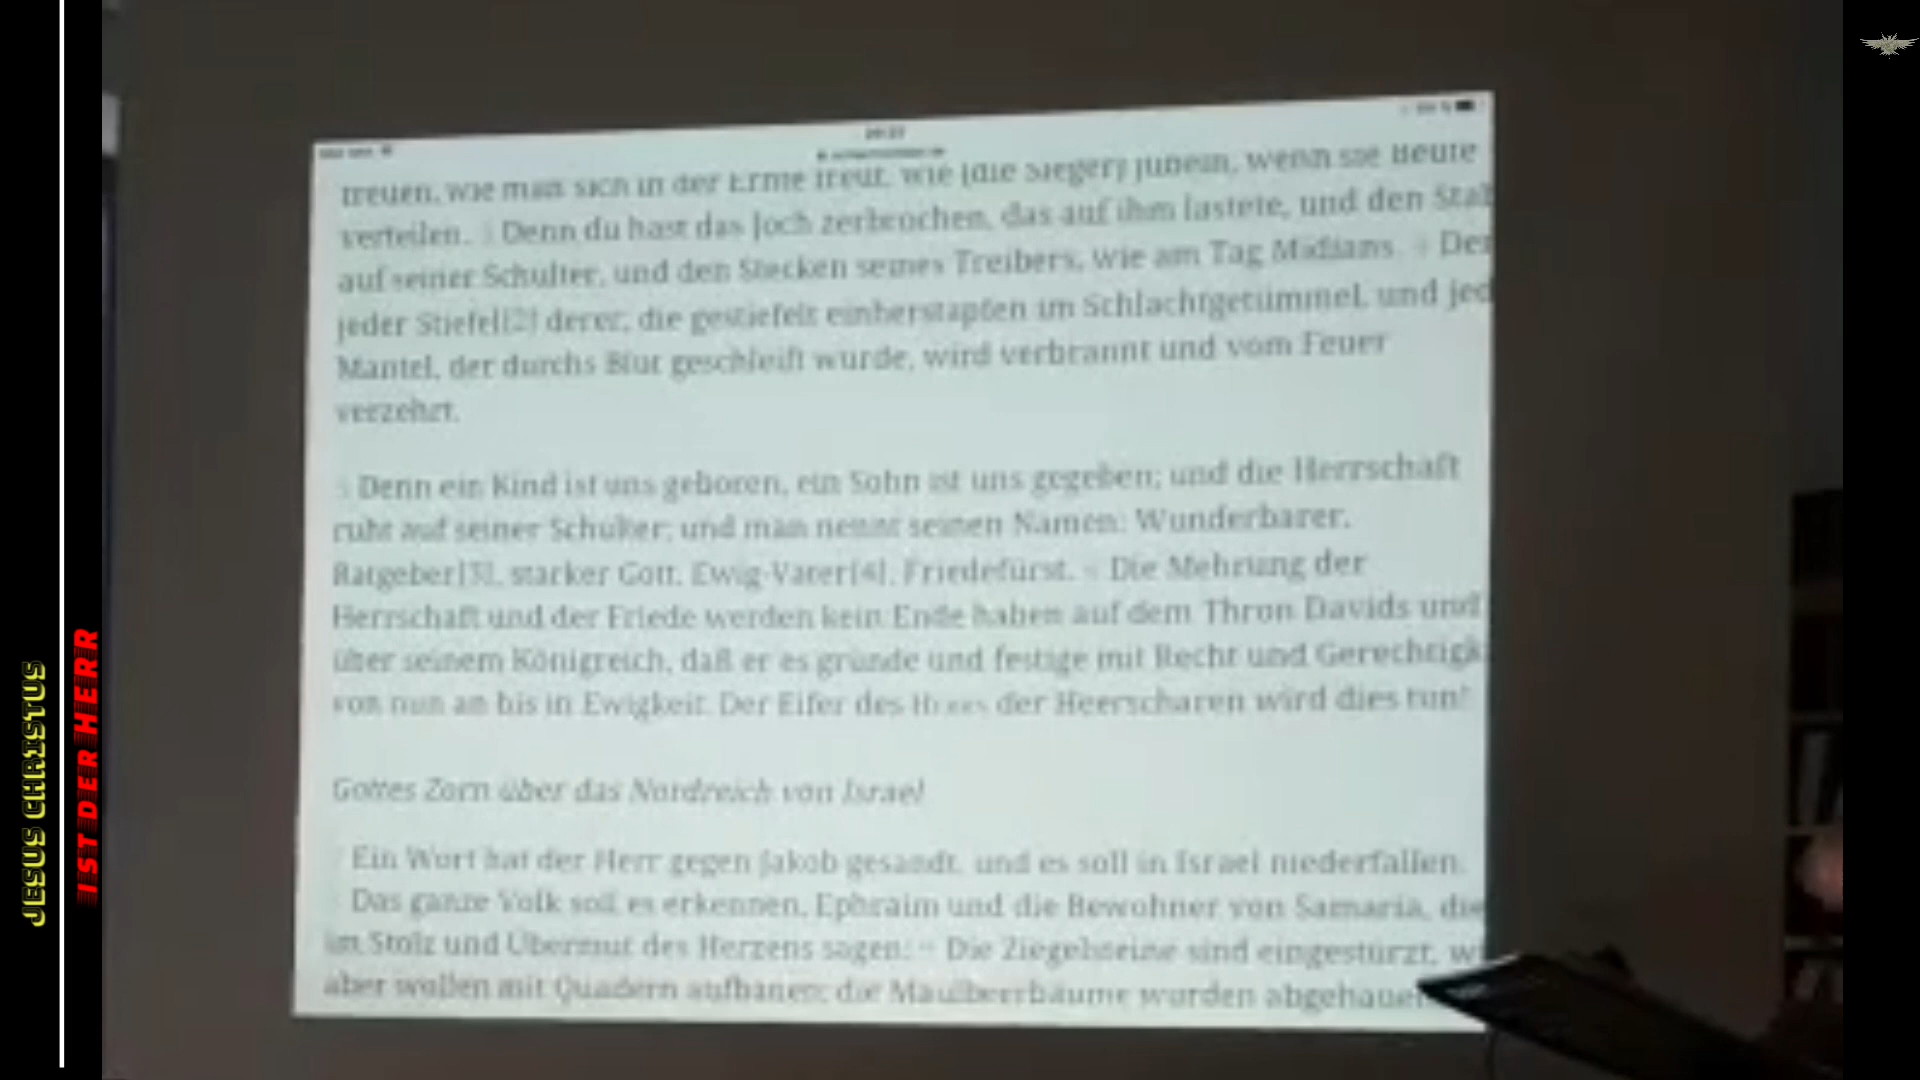 freuen, wie man sich in der Ernte freut, wie [die Sieger] jubeln, wenn sie Beute
verteilen. Denn du hast das Joch zerbrochen, das auf ihm lastete, und den Stab
auf seiner Schulter, und den Stecken seines Treibers, wie am Tag Midians. Den
jeder Stiefel[2] derer, die gestiefelt einherstapfen im Schlachtgetümmel, und jed
Mantel, der durchs Blut geschleift wurde, wird verbrannt und vom Feuer
verzehrt.
Denn ein Kind ist uns geboren, ein Sohn ist uns gegeben; und die Herrschaft
ruht auf seiner Schulter; und man nennt seinen Namen: Wunderbarer,
Ratgeber[3], starker Gott, Ewig-Vater[4], Friedefürst. Die Mehrung der
Herrschaft und der Friede werden kein Ende haben auf dem Thron Davids und
über seinem Königreich, daß er es gründe und festige mit Recht und Gerechtigk
von nun an bis in Ewigkeit. Der Eifer des Herrn der Heerscharen wird dies tun!
Gottes Zorn über das Nordreich von Israel
Ein Wort hat der Herr gegen Jakob gesandt, und es soll in Israel niederfallen.
Das ganze Volk soll es erkennen, Ephraim und die Bewohner von Samaria, die
im Stolz und Übermut des Herzens sagen: Die Ziegelsteine sind eingestürzt, wi
aber wollen mit Quadern aufbauen; die Maulbeerbäume wurden abgehauen
JESUS CHRISTUS
IST DER HERR